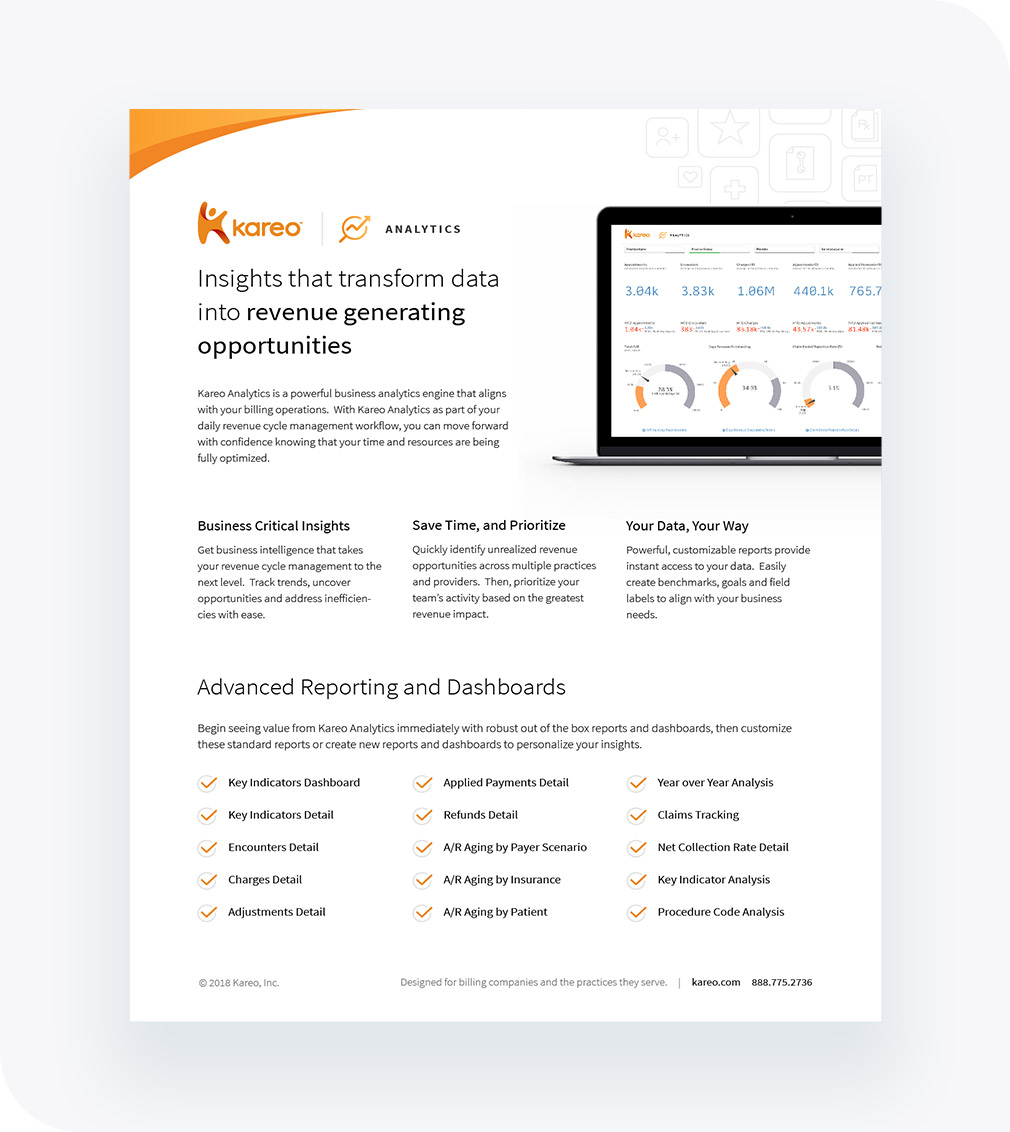 kareo
ANALYTICS
Insights that transform data
into revenue generating
opportunities
Kareo Analytics is a powerful business analytics engine that aligns
with your billing operations.  With Kareo Analytics as part of your
daily revenue cycle management workflow, you can move forward
with confidence knowing that your time and resources are being
fully optimized.
Rx
PT
kareo ANALYTICS
3.04k 3.83k 1.06M 440.1k 765.7
Business Critical Insights
Get business intelligence that takes
your revenue cycle management to the
next level.  Track trends, uncover
opportunities and address inefficien-
cies with ease.
Save Time, and Prioritize
Quickly identify unrealized revenue
opportunities across multiple practices
and providers.  Then, prioritize your
team's activity based on the greatest
revenue impact.
Your Data, Your Way
Powerful, customizable reports provide
instant access to your data.  Easily
create benchmarks, goals and field
labels to align with your business
needs.
Advanced Reporting and Dashboards
Begin seeing value from Kareo Analytics immediately with robust out of the box reports and dashboards, then customize
these standard reports or create new reports and dashboards to personalize your insights.
Key Indicators Dashboard
Key Indicators Detail
Encounters Detail
Charges Detail
Adjustments Detail
Applied Payments Detail
Refunds Detail
A/R Aging by Payer Scenario
A/R Aging by Insurance
A/R Aging by Patient
Year over Year Analysis
Claims Tracking
Net Collection Rate Detail
Key Indicator Analysis
Procedure Code Analysis
© 2018 Kareo, Inc.
Designed for billing companies and the practices they serve. | kareo.com 888.775.2736